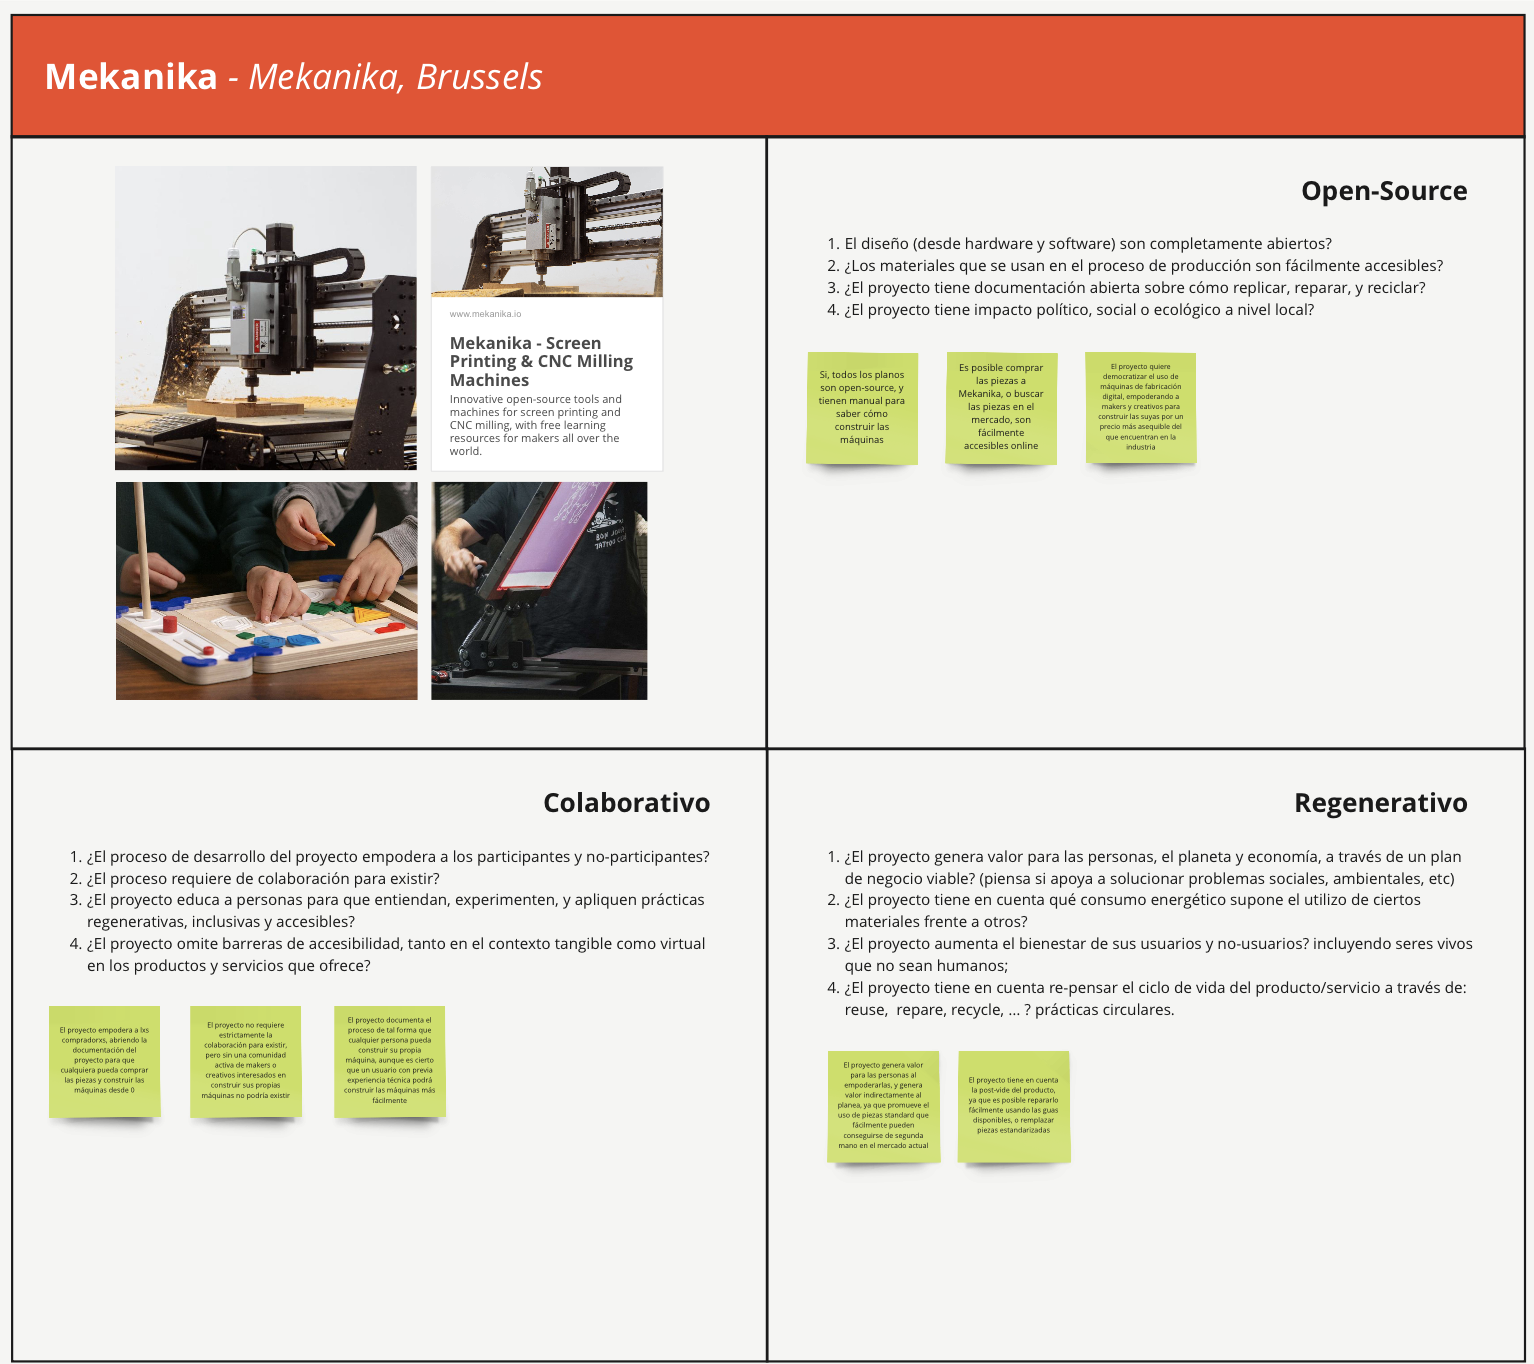 Mekanika - Mekanika, Brussels
www.mekanika.io
Mekanika - Screen
Printing & CNC Milling
Machines
Innovative open-source tools and
machines for screen printing and
CNC milling, with free learning
resources for makers all over the
world.
BON JOUR
TATTOO CLUB
Open-Source
1. El diseño (desde hardware y software) son completamente abiertos?
2. ¿Los materiales que se usan en el proceso de producción son fácilmente accesibles?
3. ¿El proyecto tiene documentación abierta sobre cómo replicar, reparar, y reciclar?
4. ¿El proyecto tiene impacto político, social o ecológico a nivel local?
Si, todos los planos
son open-source, y
tienen manual para
saber cómo
construir las
máquinas
Es posible comprar
las piezas a
Mekanika, o buscar
las piezas en el
mercado, son
fácilmente
accesibles online
El proyecto quiere
democratizar el uso de
máquinas de fabricación
digital, empoderando a
makers y creativos para
construir las suyas por un
precio más asequible del
que encuentran en la
industria
Colaborativo
1. ¿El proceso de desarrollo del proyecto empodera a los participantes y no-participantes?
2. ¿El proceso requiere de colaboración para existir?
3. ¿El proyecto educa a personas para que entiendan, experimenten, y apliquen prácticas
regenerativas, inclusivas y accesibles?
4. ¿El proyecto omite barreras de accesibilidad, tanto en el contexto tangible como virtual
en los productos y servicios que ofrece?
El proyecto empodera a lxs
compradorxs, abriendo la
documentación del
proyecto para que
cualquiera pueda comprar
las piezas y construir las
máquinas desde 0
El proyecto no requiere
estrictamente la
colaboración para existir,
pero sin una comunidad
activa de makers o
creativos interesados en
construir sus propias
máquinas no podría existir
El proyecto documenta el
proceso de tal forma que
cualquier persona pueda
construir su propia
máquina, aunque es cierto
que un usuario con previa
experiencia técnica podrá
construir las máquinas más
fácilmente
Regenerativo
1. ¿El proyecto genera valor para las personas, el planeta y economía, a través de un plan
de negocio viable? (piensa si apoya a solucionar problemas sociales, ambientales, etc)
2. ¿El proyecto tiene en cuenta qué consumo energético supone el utilizo de ciertos
materiales frente a otros?
3. ¿El proyecto aumenta el bienestar de sus usuarios y no-usuarios? incluyendo seres vivos
que no sean humanos;
4. ¿El proyecto tiene en cuenta re-pensar el ciclo de vida del producto/servicio a través de:
reuse, repare, recycle, ... ? prácticas circulares.
El proyecto genera valor
para las personas al
empoderarlas, y genera
valor indirectamente al
planea, ya que promueve el
uso de piezas standard que
fácilmente pueden
conseguirse de segunda
mano en el mercado actual
El proyecto tiene en cuenta
la post-vide del producto,
ya que es posible repararlo
fácilmente usando las guas
disponibles, o remplazar
piezas estandarizadas